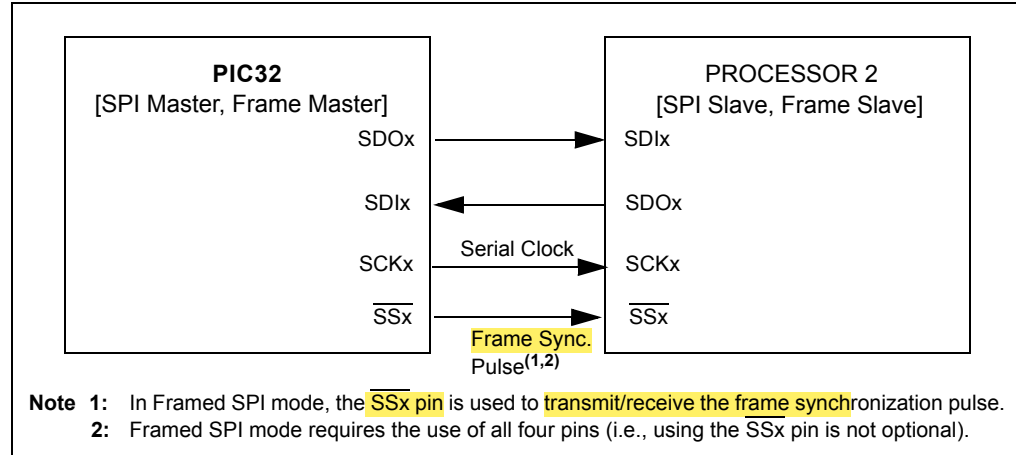 PIC32
[SPI Master, Frame Master]
PROCESSOR 2
[SPI Slave, Frame Slave]
SDOx
SDIx
SDIx
SDOx
Serial Clock
SCKx
SCKx
SSx
SSx
Frame Sync.
Pulse(1,2)
Note 1: In Framed SPI mode, the SSx pin is used to transmit/receive the frame synchronization pulse.
2: Framed SPI mode requires the use of all four pins (i.e., using the SSx pin is not optional).